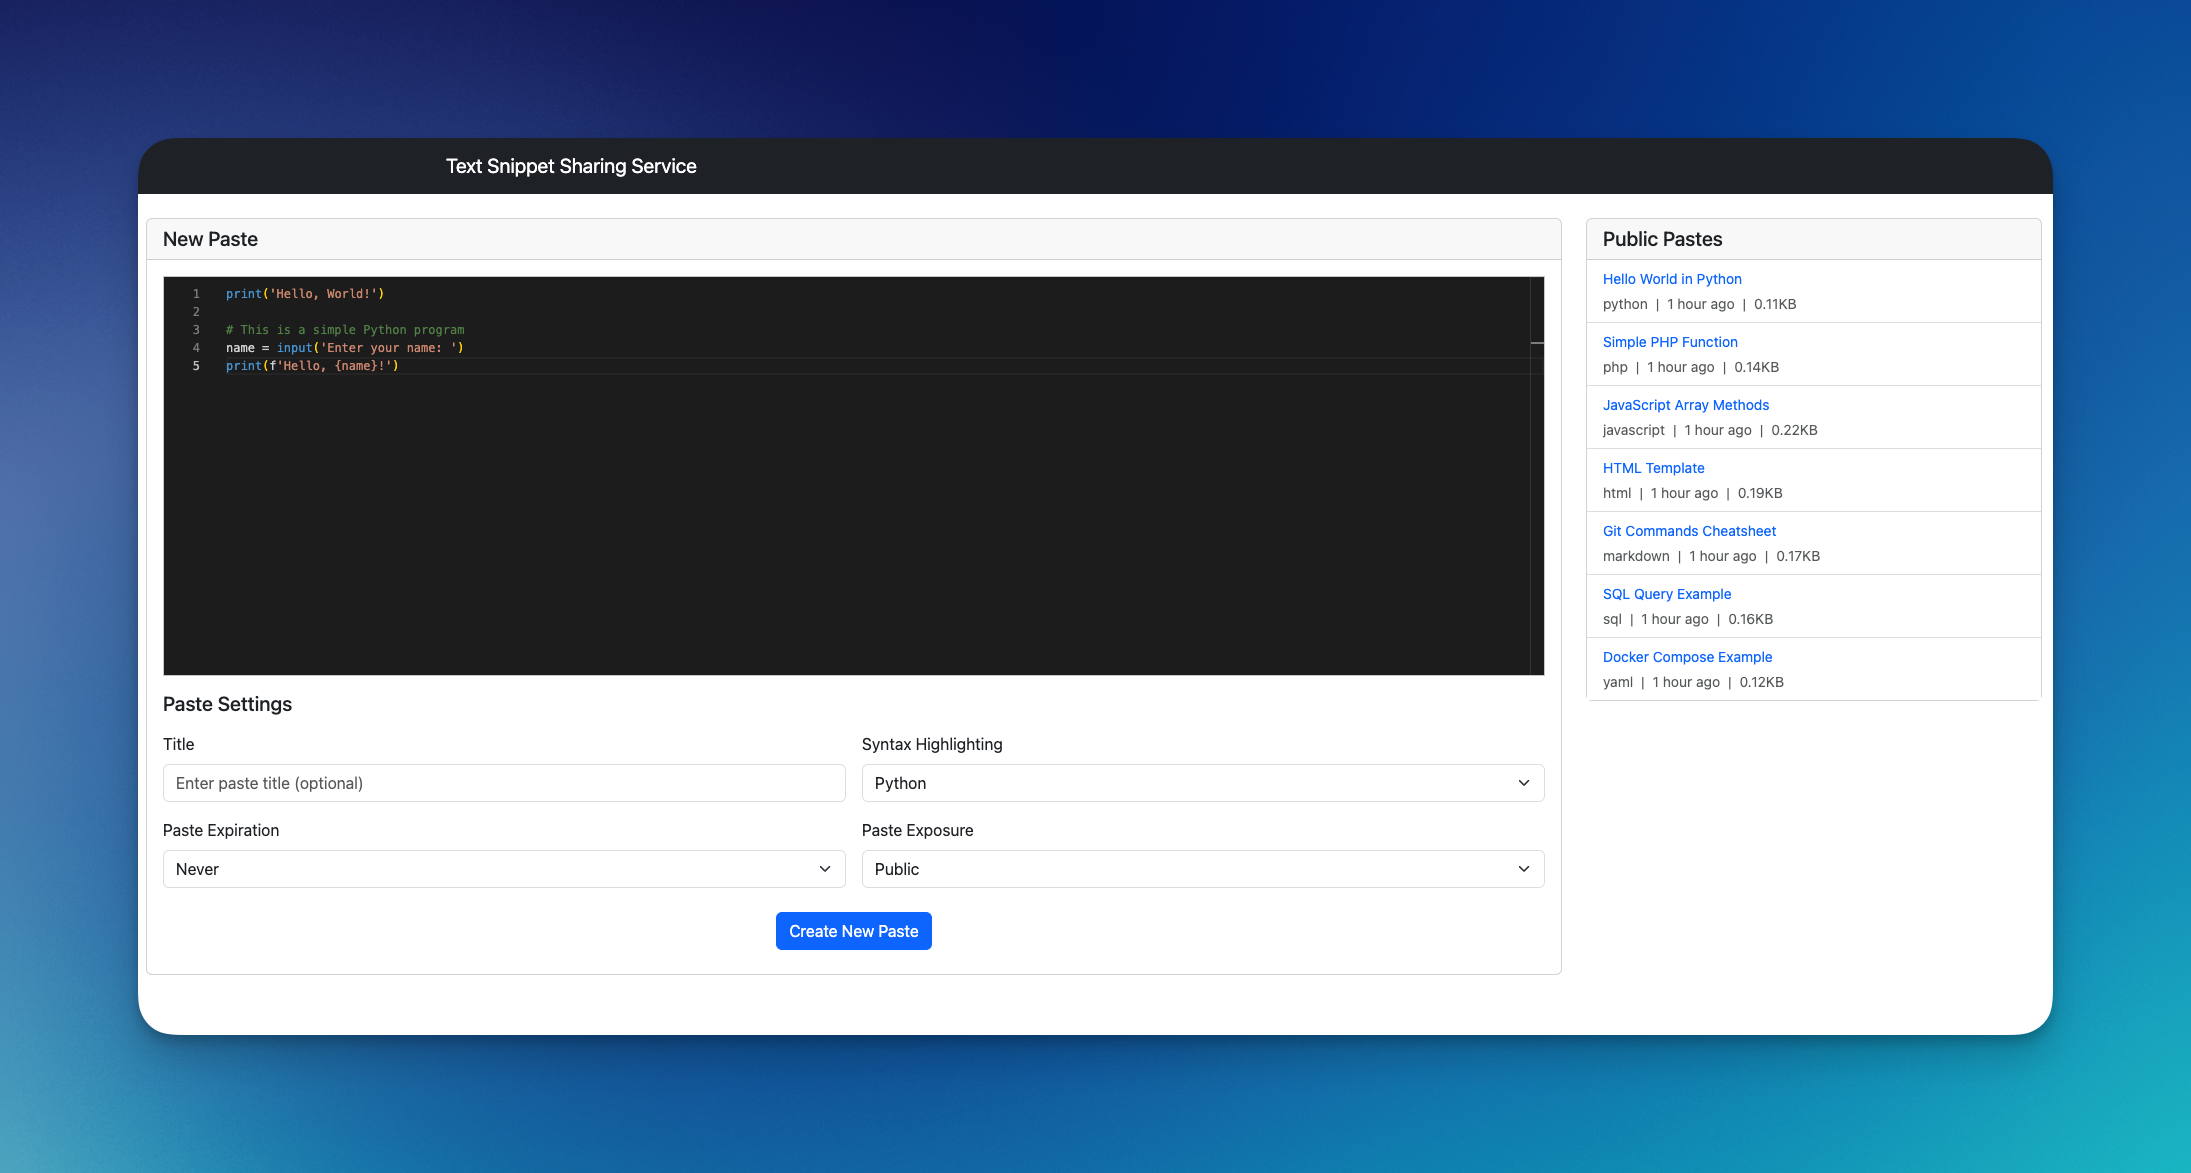 Text Snippet Sharing Service
New Paste
1 print('Hello, World!')
2
3 # This is a simple Python program
4 name = input('Enter your name: ')
5 print(f'Hello, {name}!')
Paste Settings
Title
Enter paste title (optional)
Syntax Highlighting
Python
Paste Expiration
Never
Paste Exposure
Public
Create New Paste
Public Pastes
Hello World in Python
python | 1 hour ago | 0.11KB
Simple PHP Function
php | 1 hour ago | 0.14KB
JavaScript Array Methods
javascript | 1 hour ago | 0.22KB
HTML Template
html | 1 hour ago | 0.19KB
Git Commands Cheatsheet
markdown | 1 hour ago | 0.17KB
SQL Query Example
sql | 1 hour ago | 0.16KB
Docker Compose Example
yaml | 1 hour ago | 0.12KB